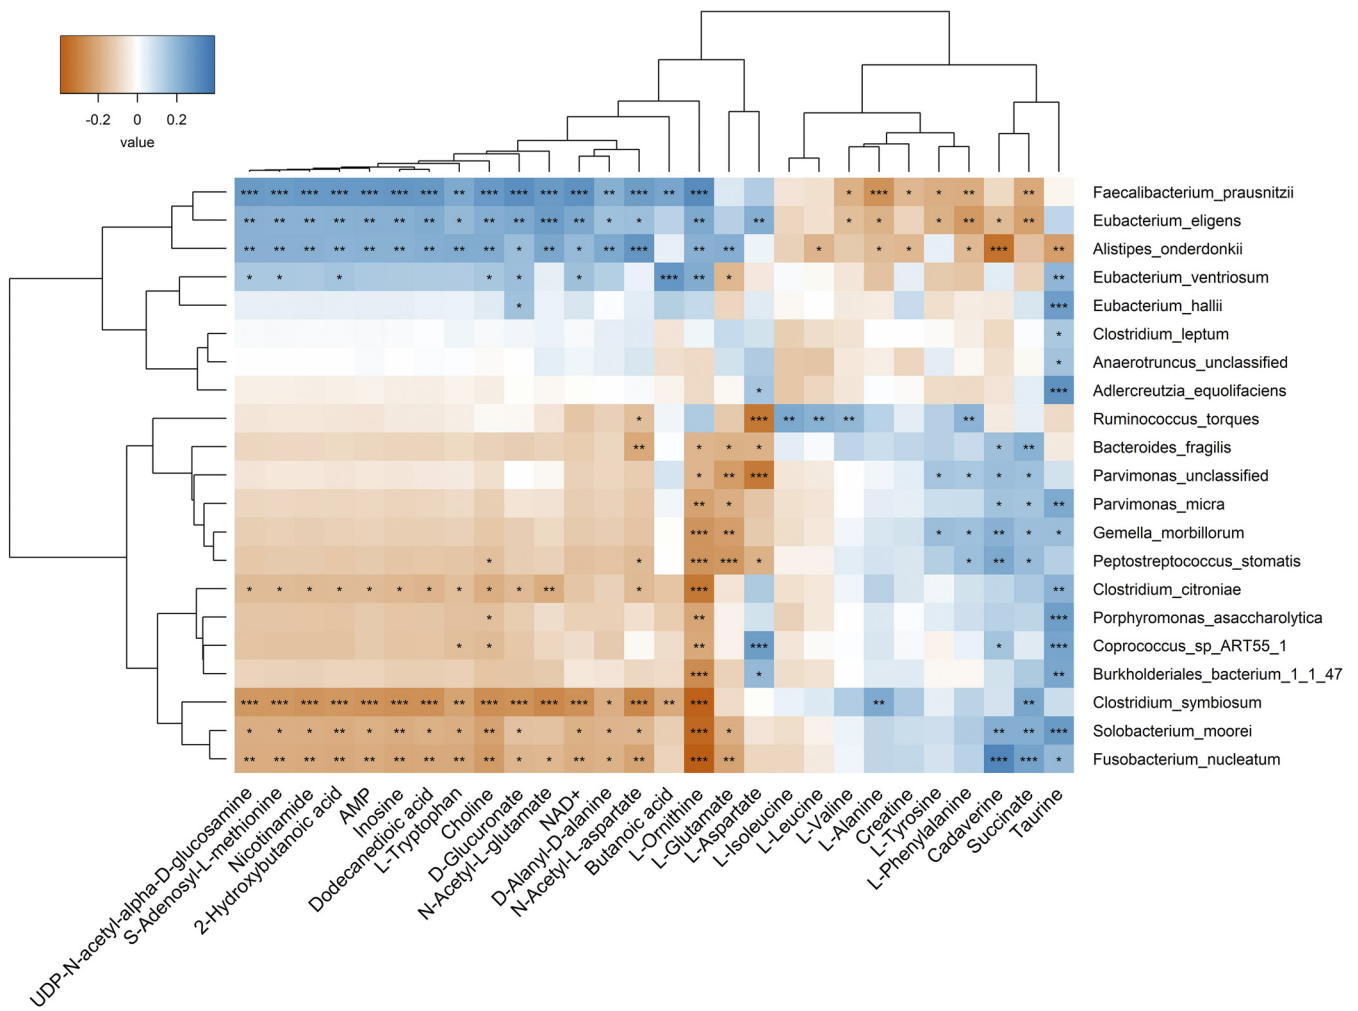 -0.2 0 0.2
value
*** *** *** *** *** *** *** ** *** *** *** *** ** *** ** *** * *** * * ** ** Faecalibacterium_prausnitzii
** ** ** ** ** ** ** * ** ** *** ** * * ** ** * * * ** * ** Eubacterium_eligens
** ** ** ** ** ** ** ** ** * ** * ** *** ** ** * * * * *** ** Alistipes_onderdonkii
* * * * * * *** ** * ** Eubacterium_ventriosum
* *** Eubacterium_hallii
* Clostridium_leptum
* Anaerotruncus_unclassified
* *** Adlercreutzia_equolifaciens
* *** ** ** ** ** Ruminococcus_torques
** * * * * ** Bacteroides_fragilis
* ** *** * * * * Parvimonas_unclassified
** * * * ** Parvimonas_micra
*** ** * * ** * * Gemella_morbillorum
* * *** *** * * ** * Peptostreptococcus_stomatis
* * * * * * * * * * ** * *** ** Clostridium_citroniae
* ** *** Porphyromonas_asaccharolytica
* * ** *** * *** Coprococcus_sp_ART55_1
*** * ** Burkholderiales_bacterium_1_1_47
*** *** *** *** *** *** *** ** *** *** *** *** * *** ** *** ** ** Clostridium_symbiosum
* * * ** * ** * * ** * * * * *** * ** ** *** Solobacterium_moorei
** ** ** ** ** ** ** ** ** * * ** * ** *** ** *** *** * Fusobacterium_nucleatum
UDP-N-acetyl-alpha-D-glucosamine
S-Adenosyl-L-methionine
Nicotinamide
2-Hydroxybutanoic acid
AMP
Inosine
Dodecanedioic acid
L-Tryptophan
Choline
D-Glucuronate
N-Acetyl-L-glutamate
NAD+
D-Alanyl-D-alanine
N-Acetyl-L-aspartate
Butanoic acid
L-Ornithine
L-Glutamate
L-Aspartate
L-Isoleucine
L-Leucine
L-Valine
L-Alanine
Creatine
L-Tyrosine
L-Phenylalanine
Cadaverine
Succinate
Taurine